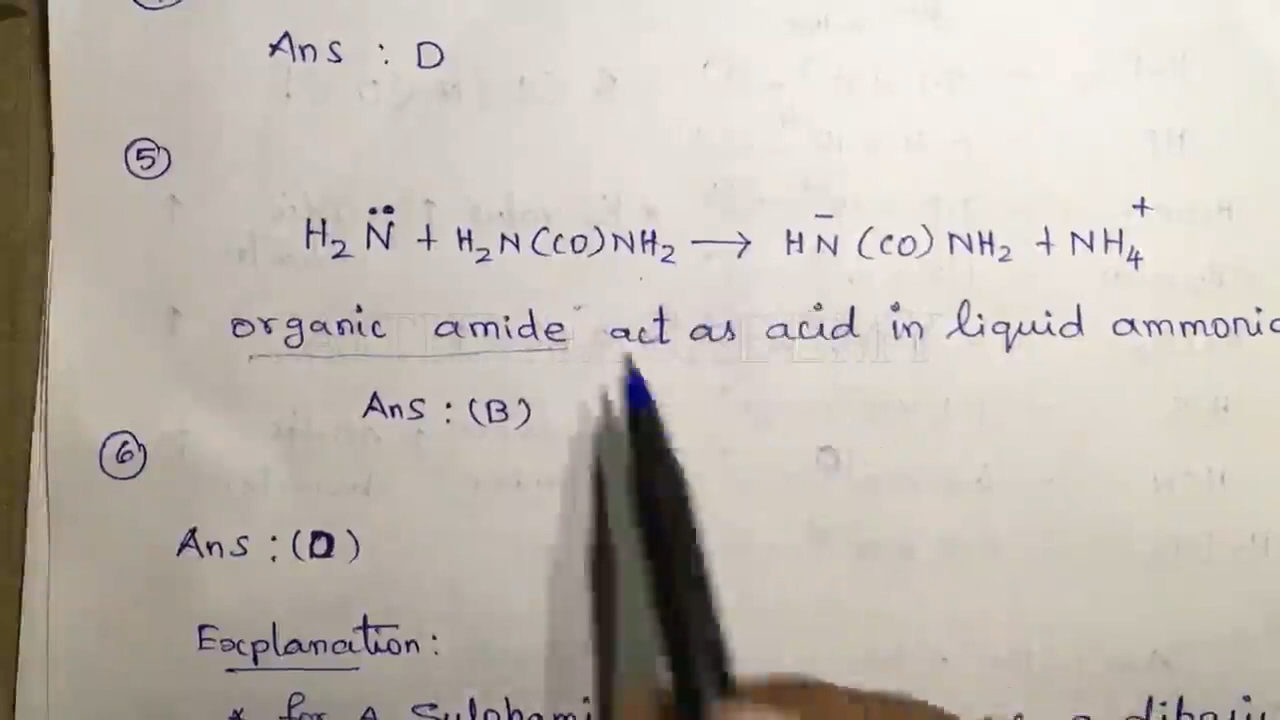 Ans : D
5
H2 N̈ + H2N(CO)NH2 → HN̄ (CO) NH2 + NH4+
organic amide act as acid in liquid
Ans : (B)
6
Ans : (D)
Explanation:
* for A